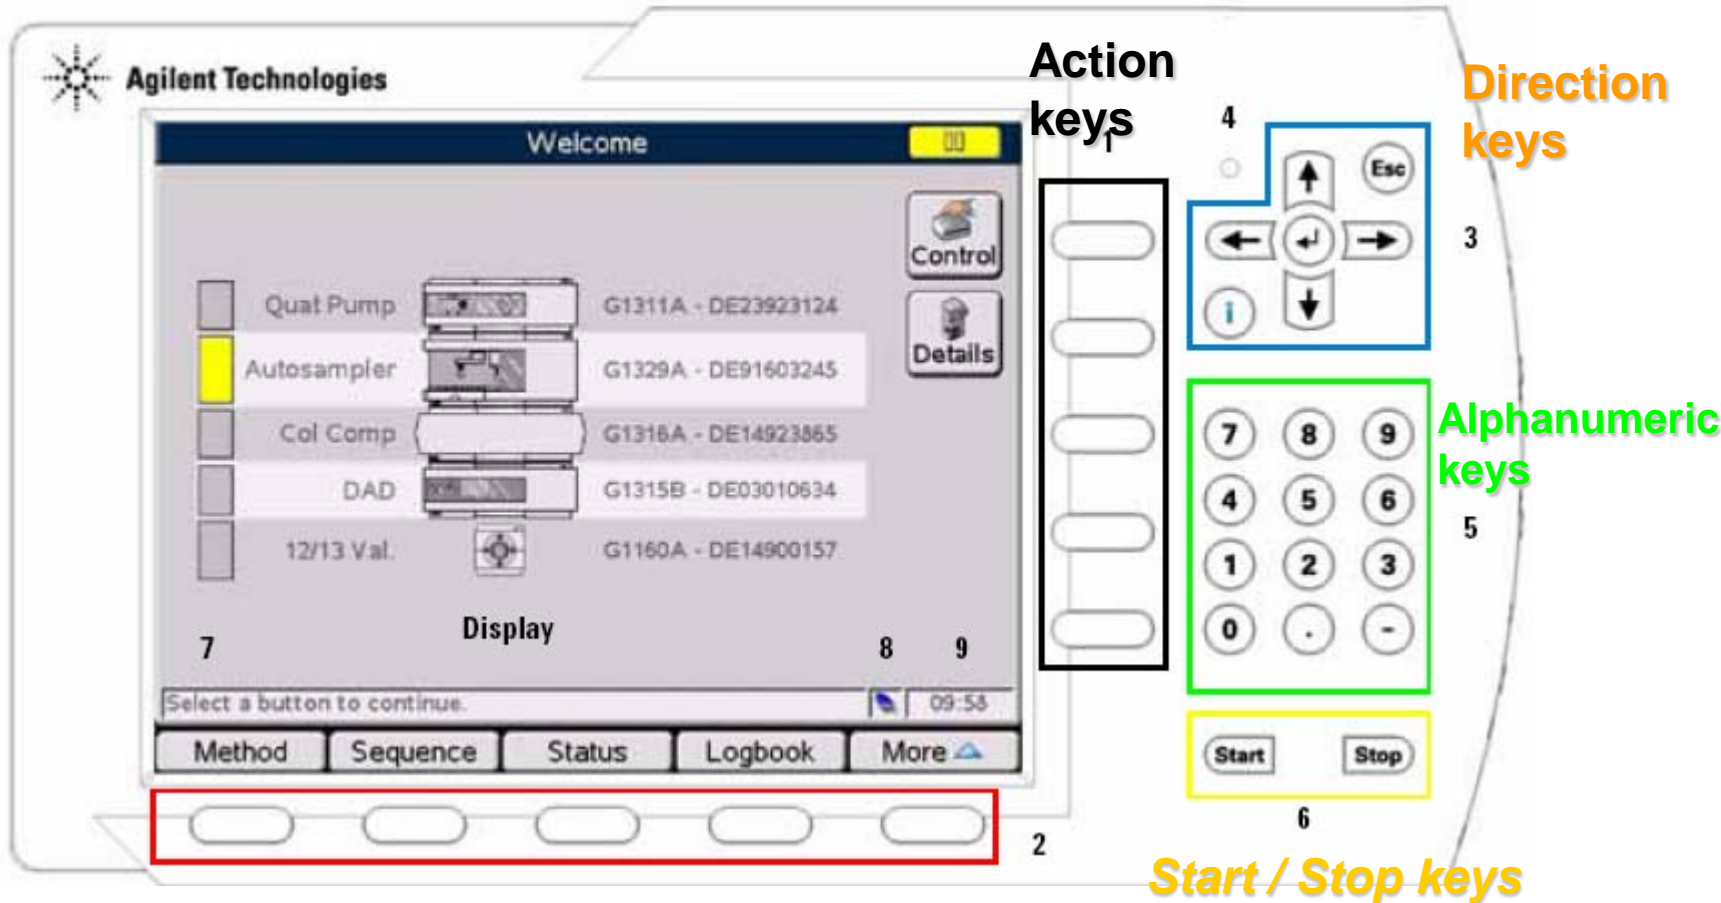 Agilent Technologies
Action
keys
1
4
Direction
keys
Welcome
Esc
3
Control
i
Quat Pump G1311A - DE23923124
Details
Autosampler G1329A - DE91603245
Col Comp G1316A - DE14923865
DAD G1315B - DE03010634
12/13 Val. G1160A - DE14900157
7 8 9
Alphanumeric
keys
4 5 6
5
1 2 3
0 . -
Display
7 8 9
Select a button to continue. 09:58
Method Sequence Status Logbook More
Start Stop
6
2
Start / Stop keys